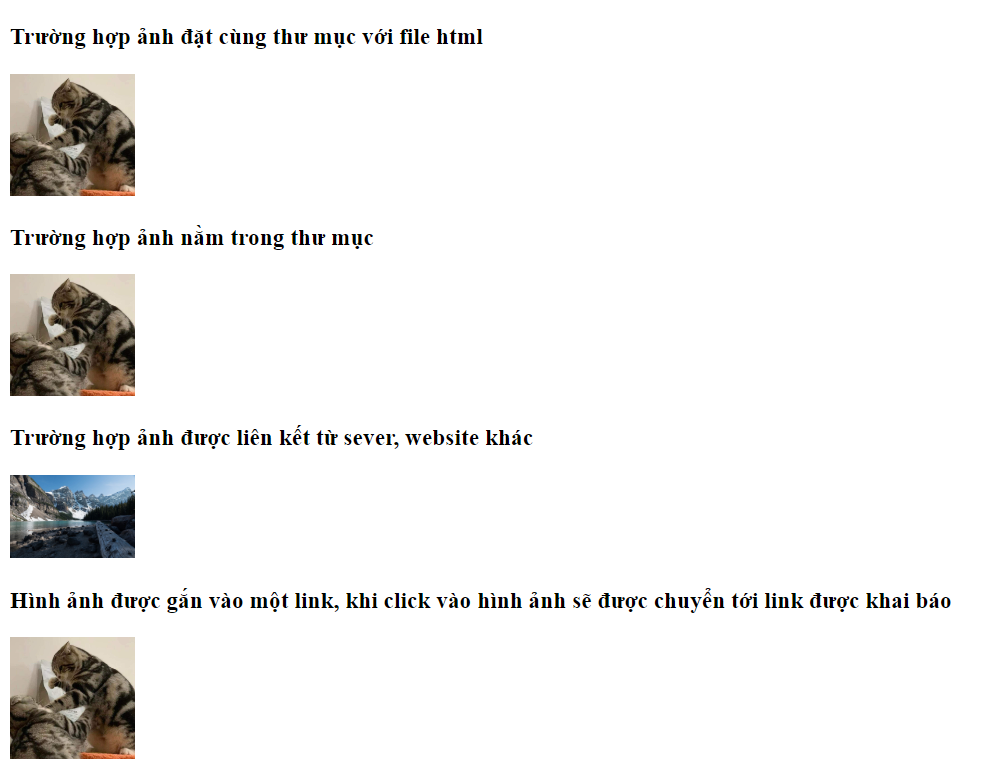 Trường hợp ảnh đặt cùng thư mục với file html
Trường hợp ảnh nằm trong thư mục
Trường hợp ảnh được liên kết từ sever, website khác
Hình ảnh được gắn vào một link, khi click vào hình ảnh sẽ được chuyển tới link được khai báo